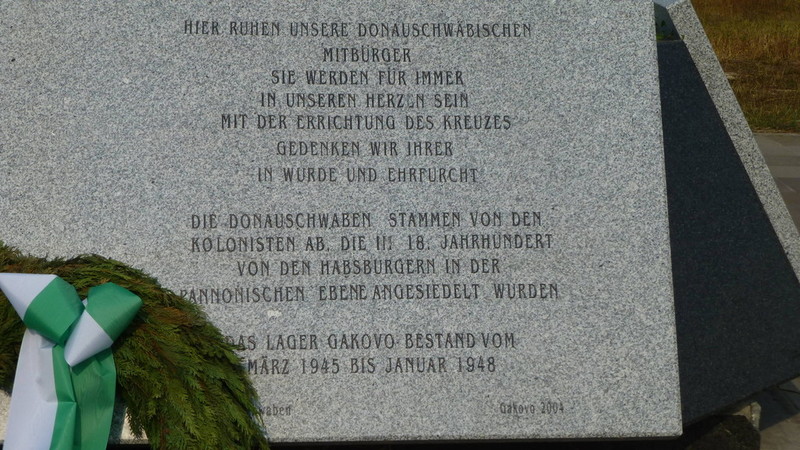 HIER RUHEN UNSERE DONAUSCHWÄBISCHEN
MITBÜRGER
SIE WERDEN FÜR IMMER
IN UNSEREN HERZEN SEIN
MIT DER ERRICHTUNG DES KREUZES
GEDENKEN WIR IHRER
IN WÜRDE UND EHRFURCHT
DIE DONAUSCHWABEN STAMMEN VON DEN
KOLONISTEN AB, DIE IM 18. JAHRHUNDERT
VON DEN HABSBURGERN IN DER
PANNONISCHEN EBENE ANGESIEDELT WURDEN
DAS LAGER GAKOVO BESTAND VOM
MÄRZ 1945 BIS JANUAR 1948
Gakovo 2004